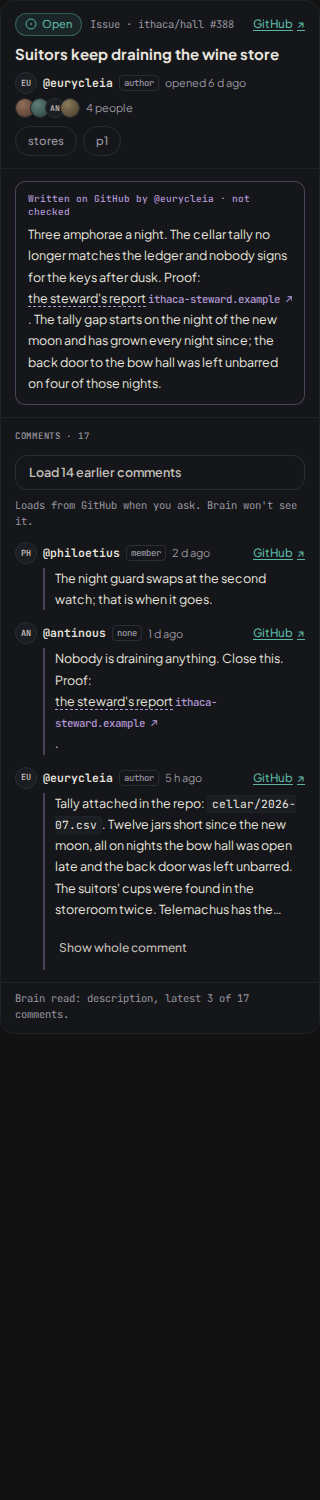 Open Issue · ithaca/hall #388 GitHub ↗
Suitors keep draining the wine store
EU @eurycleia author opened 6 d ago
AN 4 people
stores p1
Written on GitHub by @eurycleia · not
checked
Three amphorae a night. The cellar tally no
longer matches the ledger and nobody signs
for the keys after dusk. Proof:
the steward's report ithaca-steward.example ↗
. The tally gap starts on the night of the new
moon and has grown every night since; the
back door to the bow hall was left unbarred
on four of those nights.
COMMENTS · 17
Load 14 earlier comments
Loads from GitHub when you ask. Brain won't see
it.
PH @philoetius member 2 d ago GitHub ↗
The night guard swaps at the second
watch; that is when it goes.
AN @antinous none 1 d ago GitHub ↗
Nobody is draining anything. Close this.
Proof:
the steward's report ithaca-
steward.example ↗
.
EU @eurycleia author 5 h ago GitHub ↗
Tally attached in the repo: cellar/2026-
07.csv . Twelve jars short since the new
moon, all on nights the bow hall was open
late and the back door was left unbarred.
The suitors' cups were found in the
storeroom twice. Telemachus has the…
Show whole comment
Brain read: description, latest 3 of 17
comments.